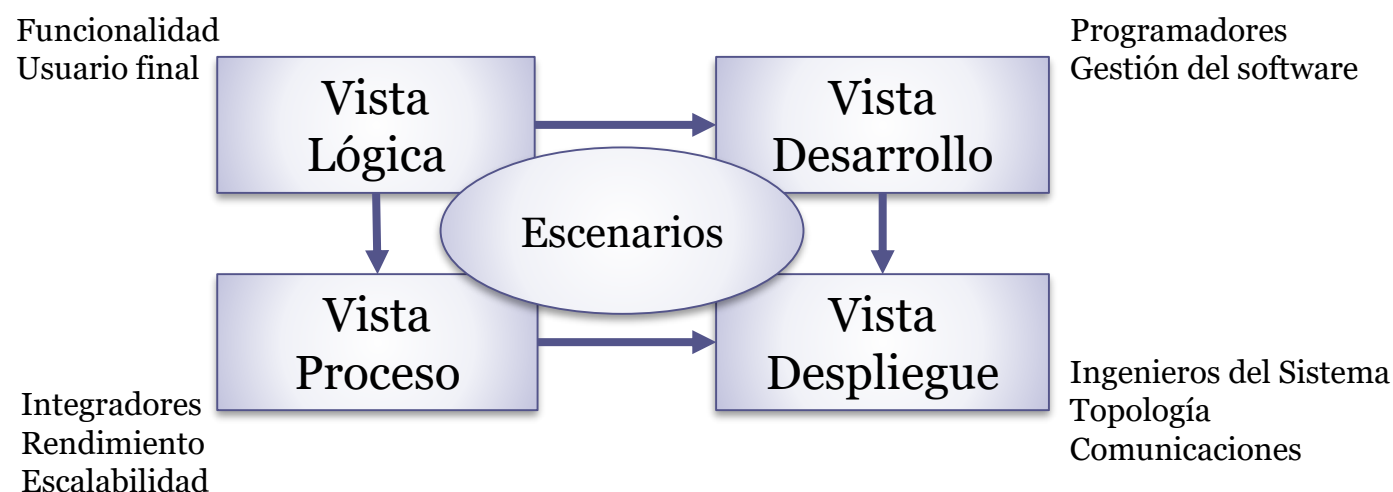 Funcionalidad
Usuario final
Vista
Lógica
Vista
Desarrollo
Programadores
Gestión del software
Escenarios
Vista
Proceso
Vista
Despliegue
Integradores
Rendimiento
Escalabilidad
Ingenieros del Sistema
Topología
Comunicaciones